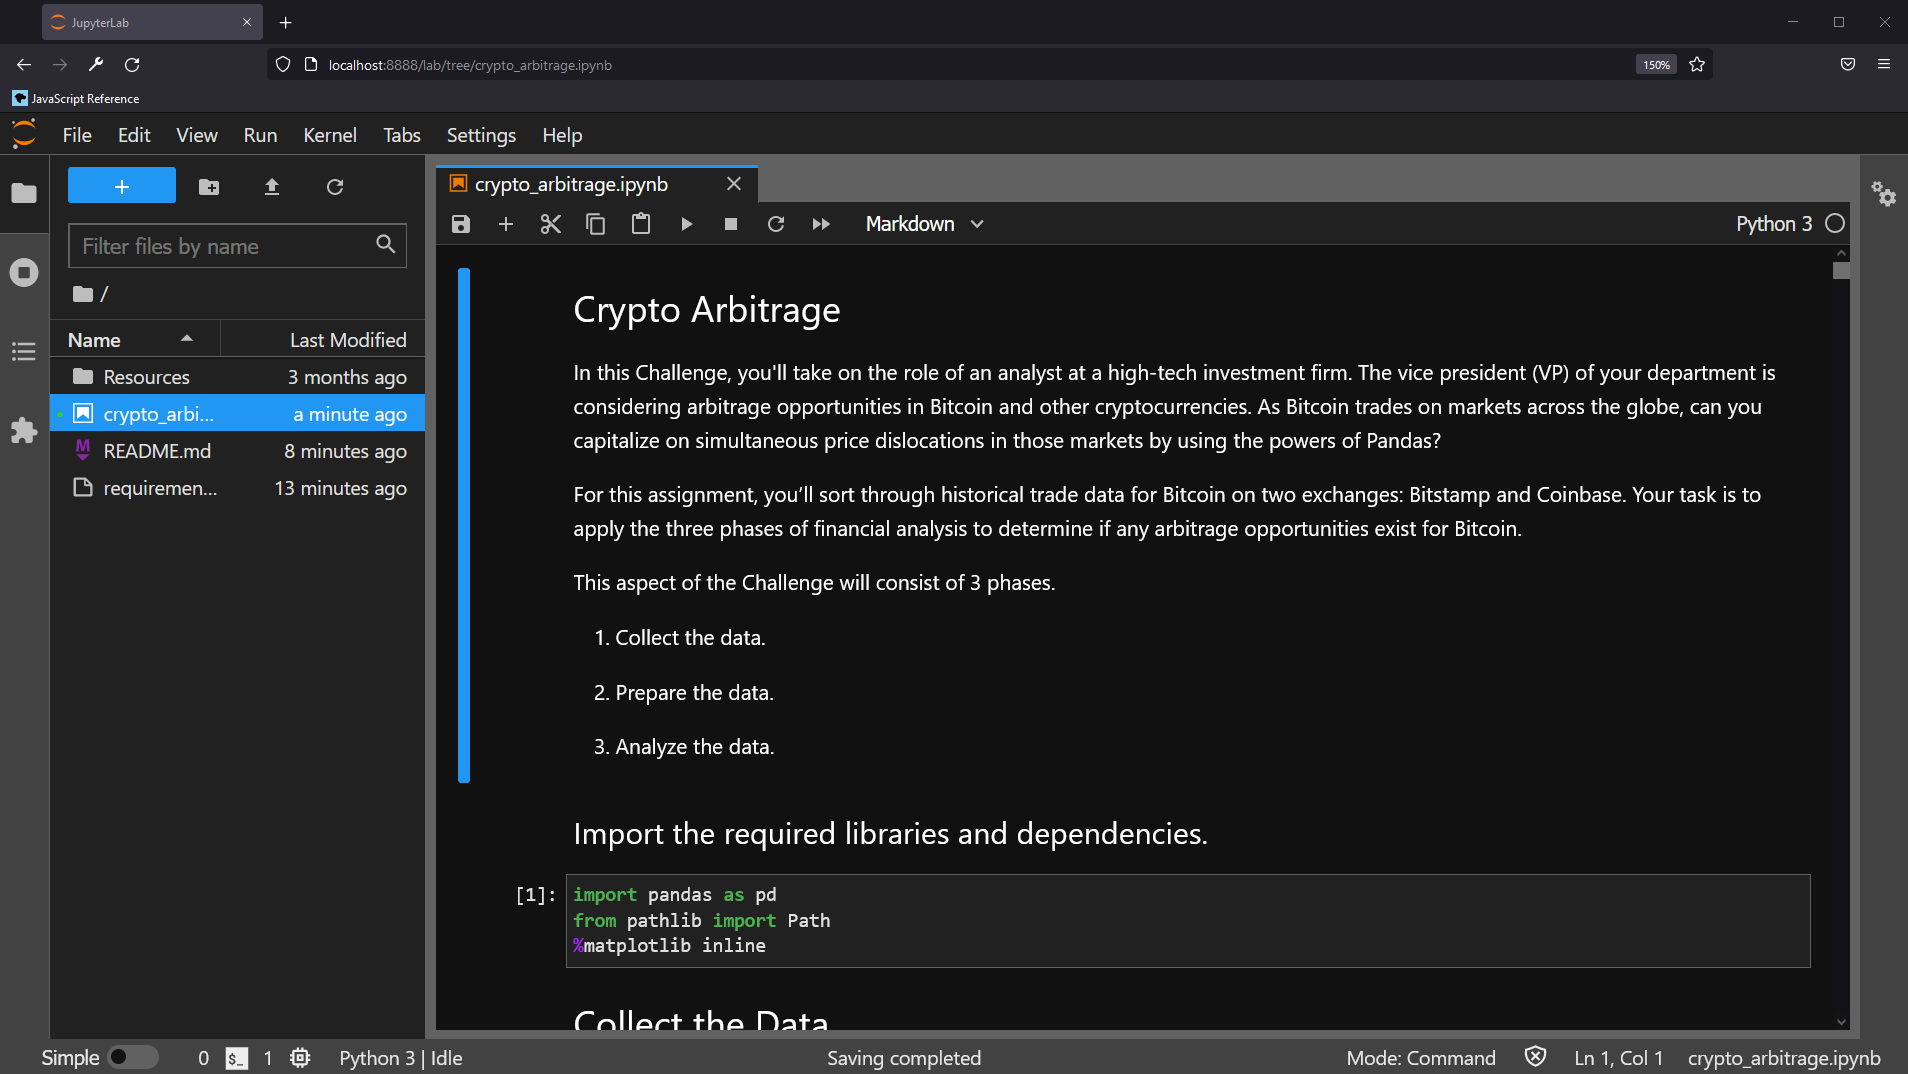 JupyterLab
localhost:8888/lab/tree/crypto_arbitrage.ipynb
150%
JavaScript Reference
File Edit View Run Kernel Tabs Settings Help
Filter files by name
/
Name Last Modified
Resources 3 months ago
crypto_arbi... a minute ago
README.md 8 minutes ago
requiremen... 13 minutes ago
crypto_arbitrage.ipynb
Markdown
Python 3
Crypto Arbitrage
In this Challenge, you'll take on the role of an analyst at a high-tech investment firm. The vice president (VP) of your department is
considering arbitrage opportunities in Bitcoin and other cryptocurrencies. As Bitcoin trades on markets across the globe, can you
capitalize on simultaneous price dislocations in those markets by using the powers of Pandas?
For this assignment, you’ll sort through historical trade data for Bitcoin on two exchanges: Bitstamp and Coinbase. Your task is to
apply the three phases of financial analysis to determine if any arbitrage opportunities exist for Bitcoin.
This aspect of the Challenge will consist of 3 phases.
1. Collect the data.
2. Prepare the data.
3. Analyze the data.
Import the required libraries and dependencies.
[1]: import pandas as pd
from pathlib import Path
%matplotlib inline
Collect the Data
Simple 0 $_ 1 Python 3 | Idle Saving completed Mode: Command Ln 1, Col 1 crypto_arbitrage.ipynb